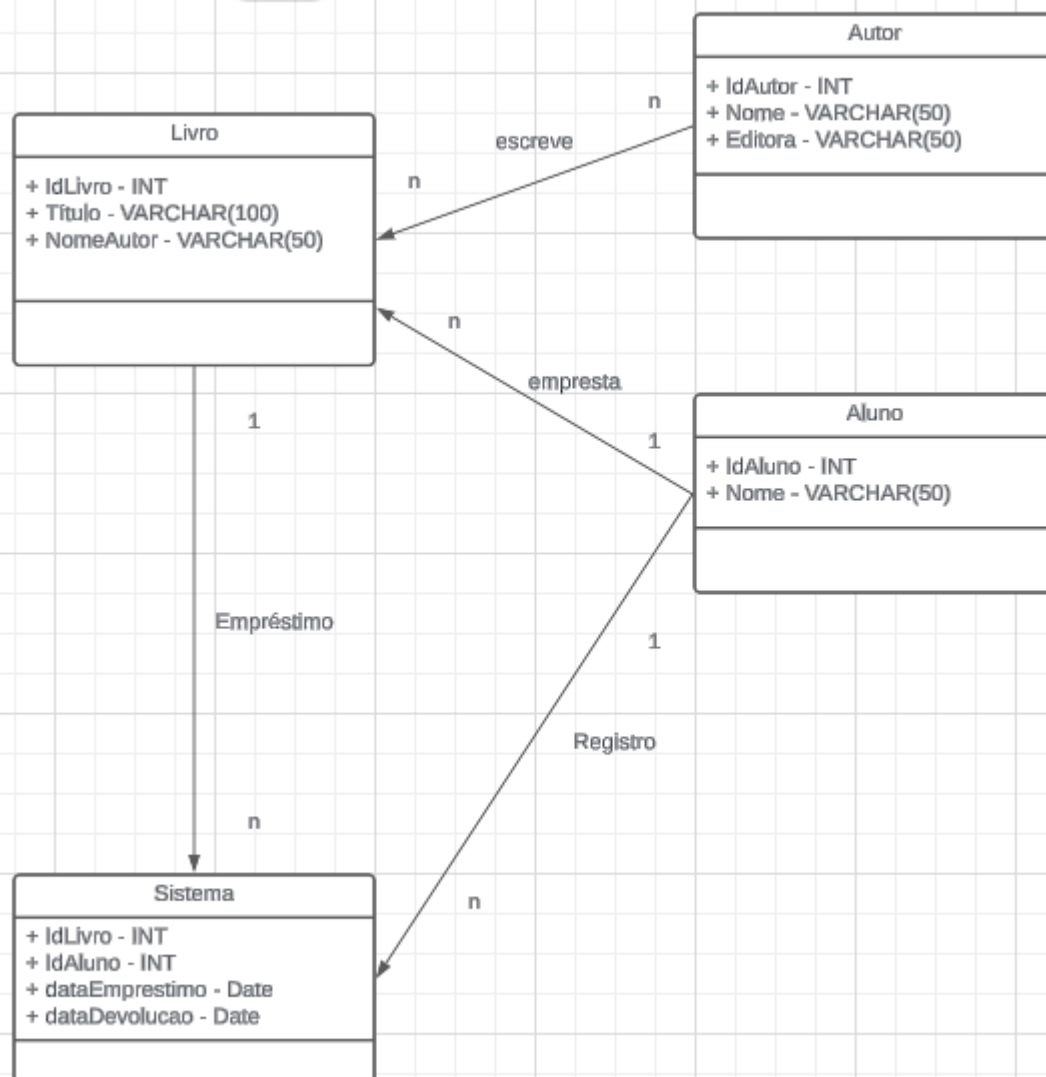 Autor
+ IdAutor - INT
+ Nome - VARCHAR(50)
+ Editora - VARCHAR(50)
n
escreve
n
Livro
+ IdLivro - INT
+ Título - VARCHAR(100)
+ NomeAutor - VARCHAR(50)
n
empresta
1
Aluno
+ IdAluno - INT
+ Nome - VARCHAR(50)
1
Empréstimo
n
1
Registro
n
Sistema
+ IdLivro - INT
+ IdAluno - INT
+ dataEmprestimo - Date
+ dataDevolucao - Date